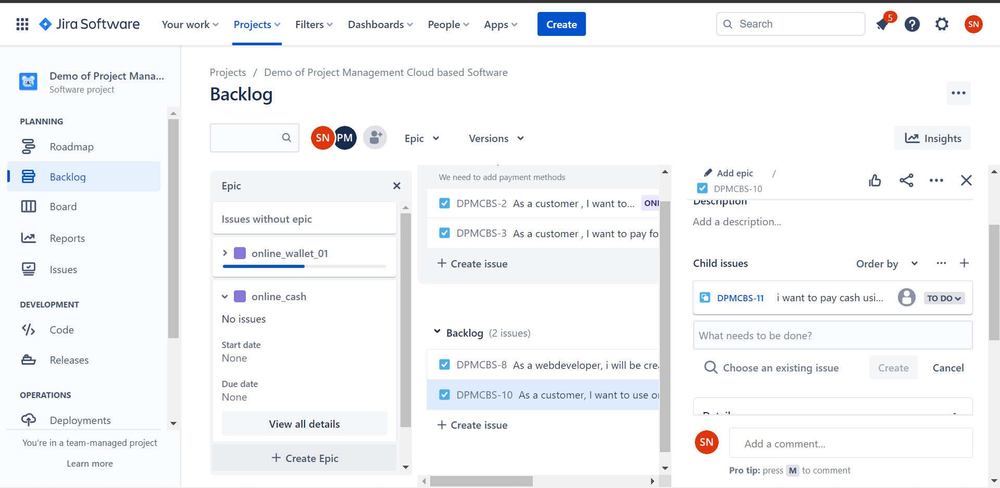 Jira Software
Your work
Projects
Filters
Dashboards
People
Apps
Create
Search
5
SN
Demo of Project Mana...
Software project
PLANNING
Roadmap
Backlog
Board
Reports
Issues
DEVELOPMENT
Code
Releases
OPERATIONS
Deployments
You're in a team-managed project
Learn more
Projects / Demo of Project Management Cloud based Software
Backlog
SN PM
Epic
Versions
Insights
Epic
Issues without epic
online_wallet_01
online_cash
No issues
Start date
None
Due date
None
View all details
+ Create Epic
We need to add payment methods
DPMCBS-2 As a customer , I want to... ONI
DPMCBS-3 As a customer , I want to pay fo
+ Create issue
Backlog (2 issues)
DPMCBS-8 As a webdeveloper, i will be crea
DPMCBS-10 As a customer, I want to use or
+ Create issue
Add epic /
DPMCBS-10
Description
Add a description...
Child issues
Order by
DPMCBS-11 i want to pay cash usi... TO DO
What needs to be done?
Choose an existing issue
Create
Cancel
Details
SN
Add a comment...
Pro tip: press M to comment